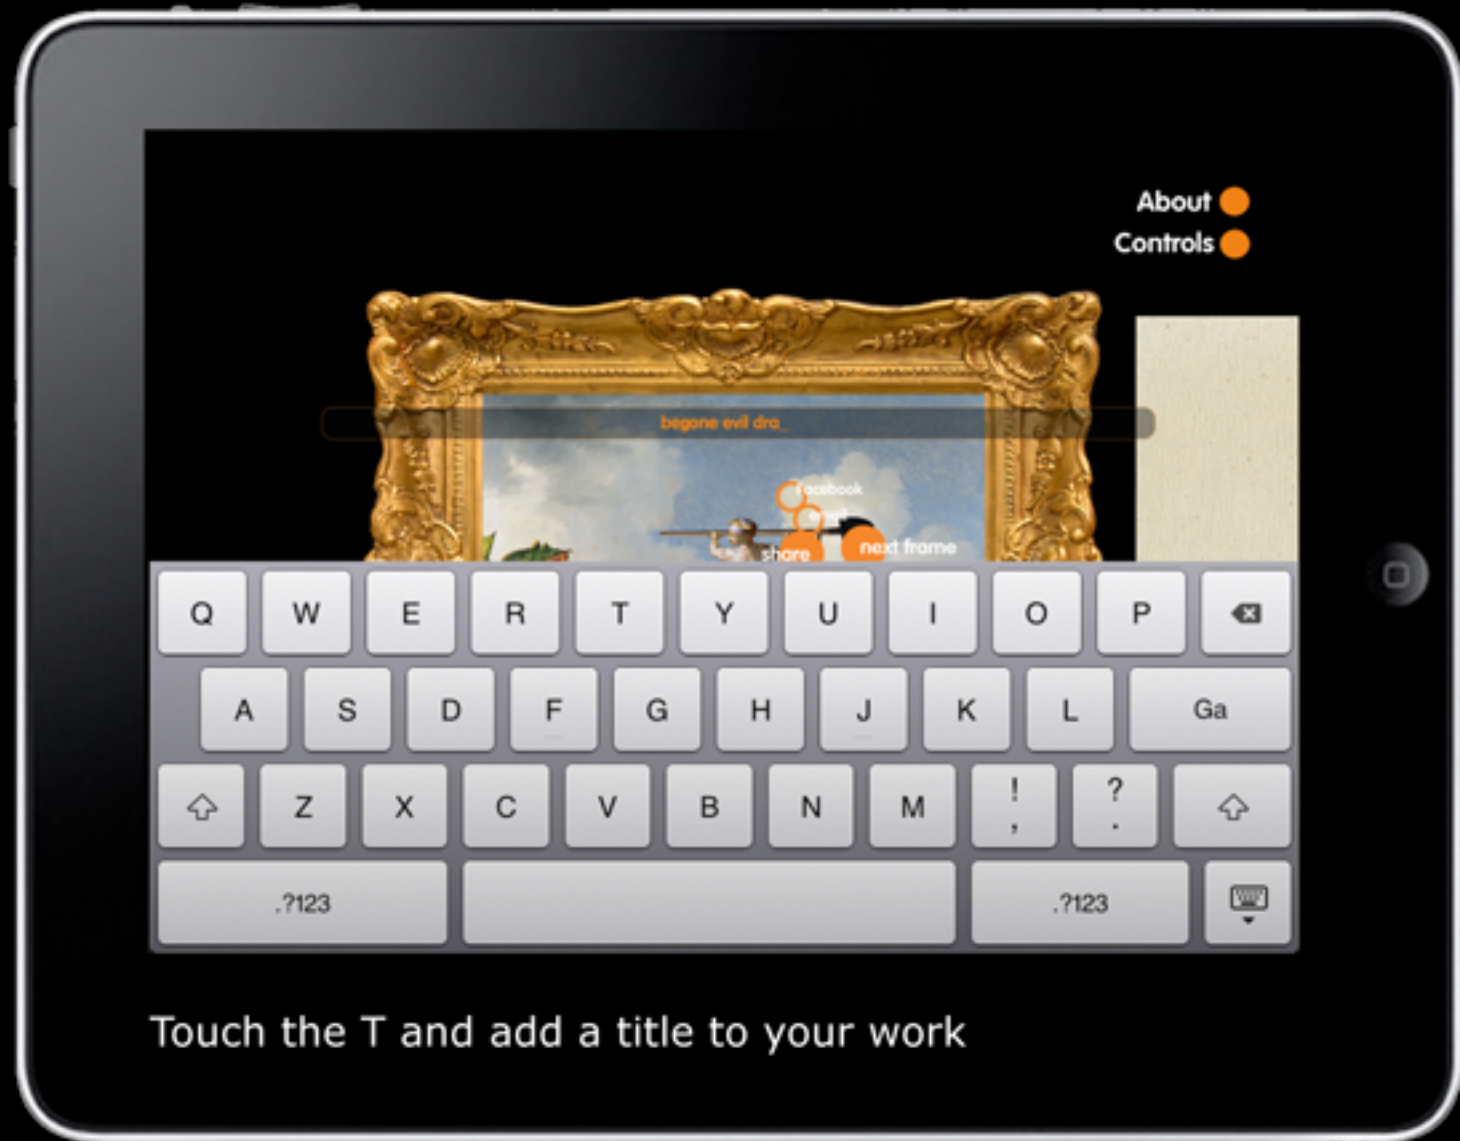 About
Controls
begone evil dra_
facebook
share
next frame
Q W E R T Y U I O P
A S D F G H J K L Ga
Z X C V B N M ! , ? .
.?123 .?123
Touch the T and add a title to your work